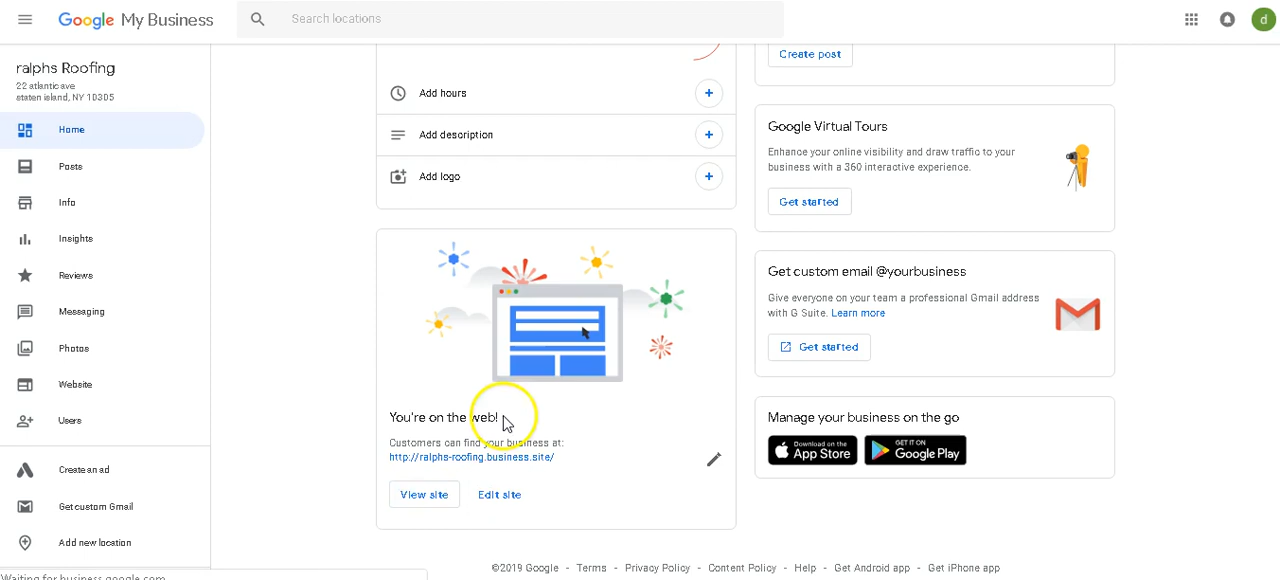 Google My Business
Search locations
d
ralphs Roofing
22 atlantic ave
staten island, NY 10305
Home
Posts
Info
Insights
Reviews
Messaging
Photos
Website
Users
Create an ad
Get custom Gmail
Add new location
Waiting for business.google.com
Add hours
Add description
Add logo
You're on the web!
Customers can find your business at:
http://ralphs-roofing.business.site/
View site
Edit site
Create post
Google Virtual Tours
Enhance your online visibility and draw traffic to your
business with a 360 interactive experience.
Get started
Get custom email @yourbusiness
Give everyone on your team a professional Gmail address
with G Suite. Learn more
Get started
Manage your business on the go
Download on the
App Store
GET IT ON
Google Play
©2019 Google - Terms - Privacy Policy - Content Policy - Help - Get Android app - Get iPhone app